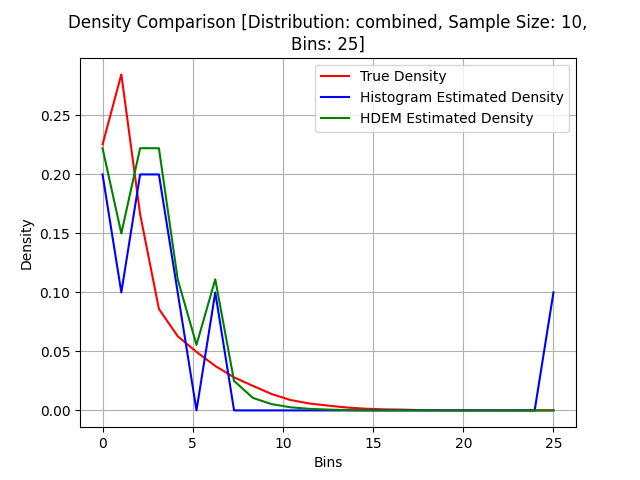 Density Comparison [Distribution: combined, Sample Size: 10,
Bins: 25]
True Density
Histogram Estimated Density
HDEM Estimated Density
Density
0.25
0.20
0.15
0.10
0.05
0.00
0 5 10 15 20 25
Bins